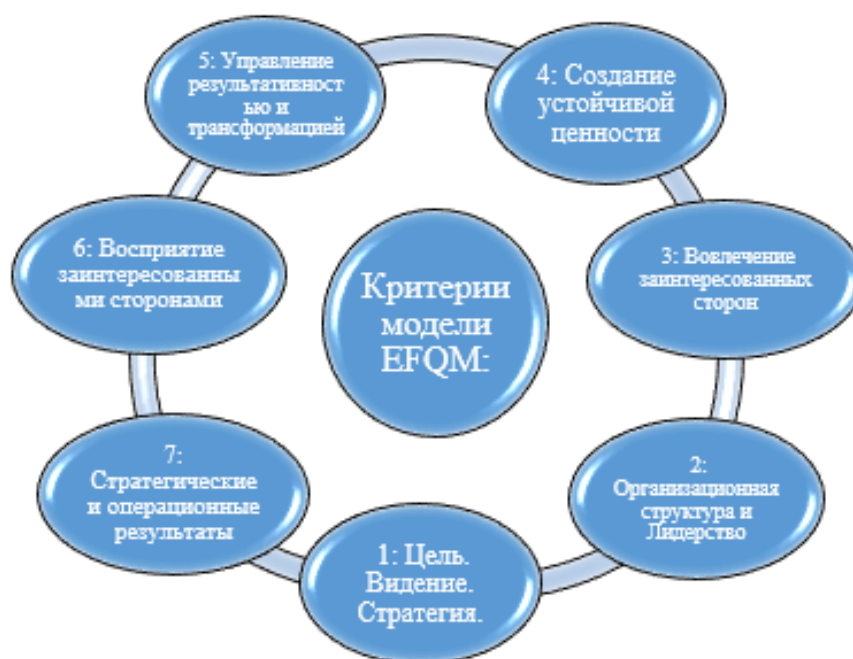 5: Управление
результативност
ью и
трансформацией
4: Создание
устойчивой
ценности
6: Восприятие
заинтересованны
ми сторонами
Критерии
модели
EFQM:
3: Вовлечение
заинтересованных
сторон
7:
Стратегические
и операционные
результаты
2:
Организационная
структура и
Лидерство
1: Цель.
Видение.
Стратегия.